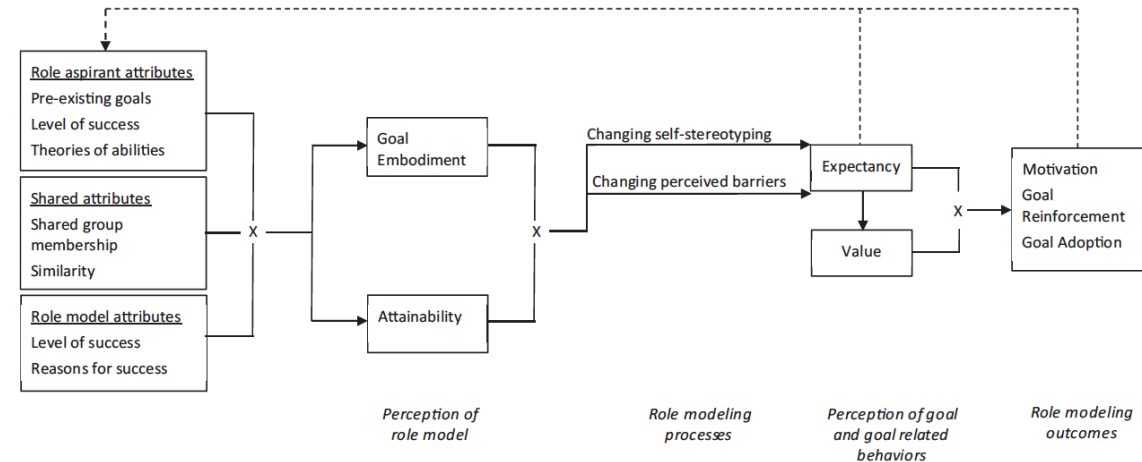 Role aspirant attributes
Pre-existing goals
Level of success
Theories of abilities
Shared attributes
Shared group
membership
Similarity
Role model attributes
Level of success
Reasons for success
X
Goal
Embodiment
Attainability
X
Changing self-stereotyping
Changing perceived barriers
Expectancy
Value
X
Motivation
Goal
Reinforcement
Goal Adoption
Perception of
role model
Role modeling
processes
Perception of goal
and goal related
behaviors
Role modeling
outcomes